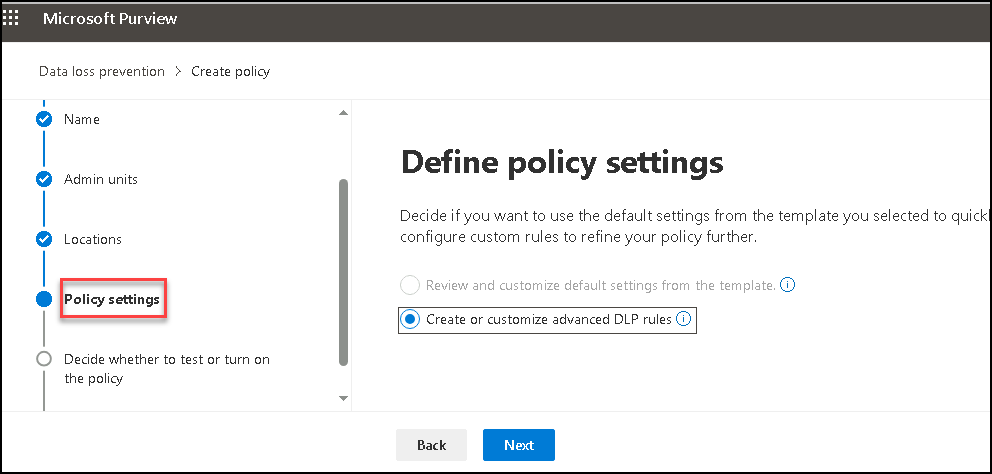 Microsoft Purview
Data loss prevention > Create policy
Name
Admin units
Locations
Policy settings
Decide whether to test or turn on
the policy
Define policy settings
Decide if you want to use the default settings from the template you selected to quickl
configure custom rules to refine your policy further.
Review and customize default settings from the template.
Create or customize advanced DLP rules
Back
Next